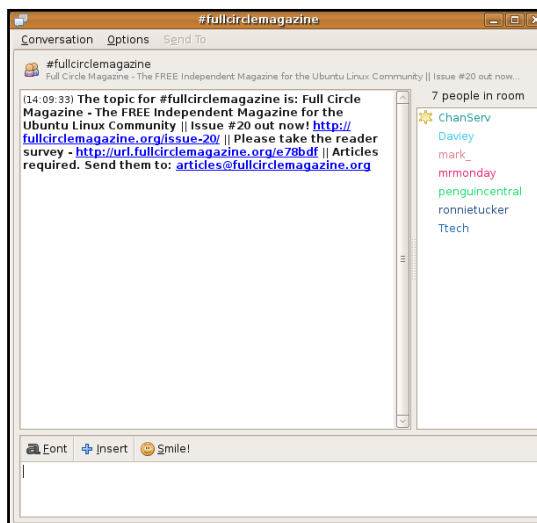 #fullcirclemagazine
Conversation Options Send To
#fullcirclemagazine
Full Circle Magazine - The FREE Independent Magazine for the Ubuntu Linux Community || Issue #20 out now...
(14:09:33) The topic for #fullcirclemagazine is: Full Circle
Magazine - The FREE Independent Magazine for the
Ubuntu Linux Community || Issue #20 out now! http://
fullcirclemagazine.org/issue-20/ || Please take the reader
survey - http://url.fullcirclemagazine.org/e78bdf || Articles
required. Send them to: articles@fullcirclemagazine.org
7 people in room
ChanServ
Daviey
mark_
mrmonday
penguincentral
ronnietucker
Ttech
Font Insert Smile!